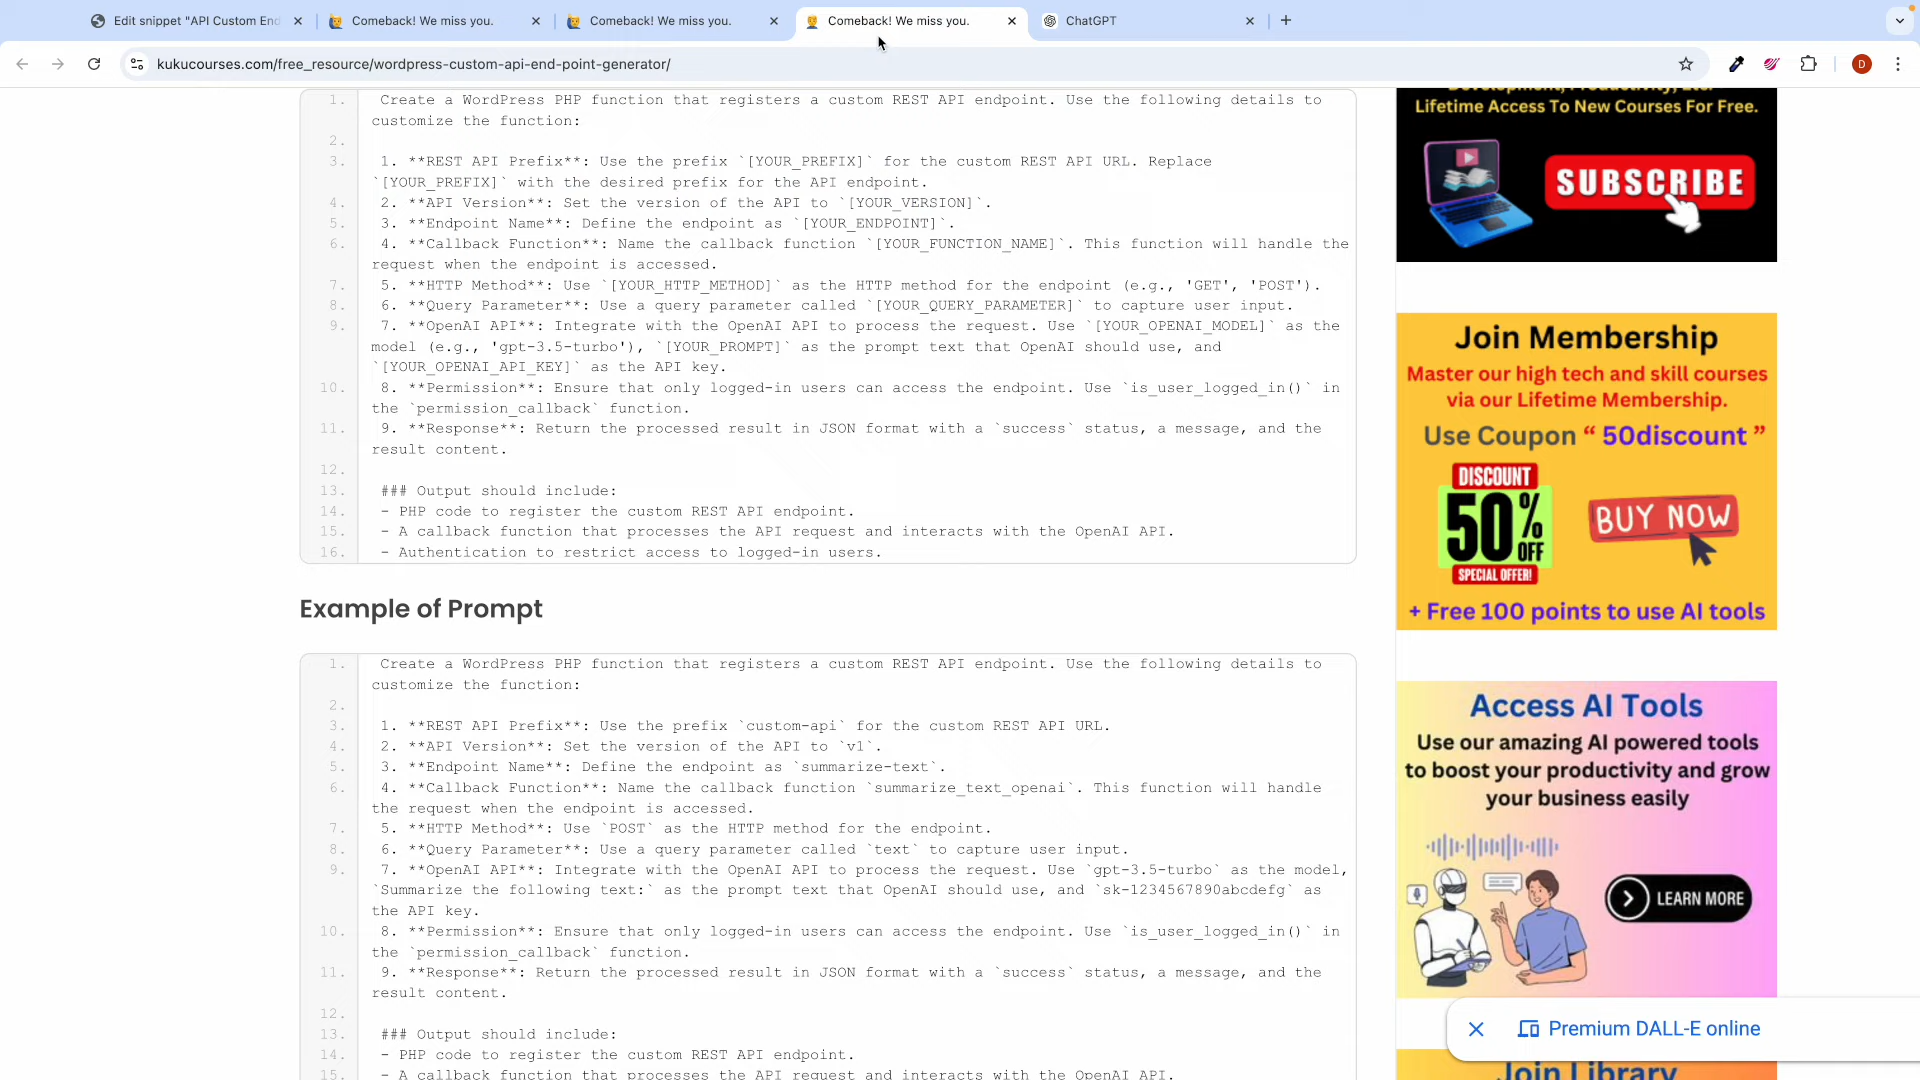 Edit snippet "API Custom End
Comeback! We miss you.
Comeback! We miss you.
Comeback! We miss you.
ChatGPT
kukucourses.com/free_resource/wordpress-custom-api-end-point-generator/
D
1. Create a WordPress PHP function that registers a custom REST API endpoint. Use the following details to
customize the function:
2.
3. 1. **REST API Prefix**: Use the prefix `[YOUR_PREFIX]` for the custom REST API URL. Replace
`[YOUR_PREFIX]` with the desired prefix for the API endpoint.
4. 2. **API Version**: Set the version of the API to `[YOUR_VERSION]`.
5. 3. **Endpoint Name**: Define the endpoint as `[YOUR_ENDPOINT]`.
6. 4. **Callback Function**: Name the callback function `[YOUR_FUNCTION_NAME]`. This function will handle the
request when the endpoint is accessed.
7. 5. **HTTP Method**: Use `[YOUR_HTTP_METHOD]` as the HTTP method for the endpoint (e.g., 'GET', 'POST').
8. 6. **Query Parameter**: Use a query parameter called `[YOUR_QUERY_PARAMETER]` to capture user input.
9. 7. **OpenAI API**: Integrate with the OpenAI API to process the request. Use `[YOUR_OPENAI_MODEL]` as the
model (e.g., 'gpt-3.5-turbo'), `[YOUR_PROMPT]` as the prompt text that OpenAI should use, and
`[YOUR_OPENAI_API_KEY]` as the API key.
10. 8. **Permission**: Ensure that only logged-in users can access the endpoint. Use `is_user_logged_in()` in
the `permission_callback` function.
11. 9. **Response**: Return the processed result in JSON format with a `success` status, a message, and the
result content.
12.
13. ### Output should include:
14. - PHP code to register the custom REST API endpoint.
15. - A callback function that processes the API request and interacts with the OpenAI API.
16. - Authentication to restrict access to logged-in users.
Example of Prompt
1. Create a WordPress PHP function that registers a custom REST API endpoint. Use the following details to
customize the function:
2.
3. 1. **REST API Prefix**: Use the prefix `custom-api` for the custom REST API URL.
4. 2. **API Version**: Set the version of the API to `v1`.
5. 3. **Endpoint Name**: Define the endpoint as `summarize-text`.
6. 4. **Callback Function**: Name the callback function `summarize_text_openai`. This function will handle
the request when the endpoint is accessed.
7. 5. **HTTP Method**: Use `POST` as the HTTP method for the endpoint.
8. 6. **Query Parameter**: Use a query parameter called `text` to capture user input.
9. 7. **OpenAI API**: Integrate with the OpenAI API to process the request. Use `gpt-3.5-turbo` as the model,
`Summarize the following text:` as the prompt text that OpenAI should use, and `sk-1234567890abcdefg` as
the API key.
10. 8. **Permission**: Ensure that only logged-in users can access the endpoint. Use `is_user_logged_in()` in
the `permission_callback` function.
11. 9. **Response**: Return the processed result in JSON format with a `success` status, a message, and the
result content.
12.
13. ### Output should include:
14. - PHP code to register the custom REST API endpoint.
15. - A callback function that processes the API request and interacts with the OpenAI API.
Development, Productivity, Etc.
Lifetime Access To New Courses For Free.
SUBSCRIBE
Join Membership
Master our high tech and skill courses
via our Lifetime Membership.
Use Coupon “ 50discount ”
DISCOUNT
50% OFF
SPECIAL OFFER!
BUY NOW
+ Free 100 points to use AI tools
Access AI Tools
Use our amazing AI powered tools
to boost your productivity and grow
your business easily
LEARN MORE
Premium DALL-E online
Join Library